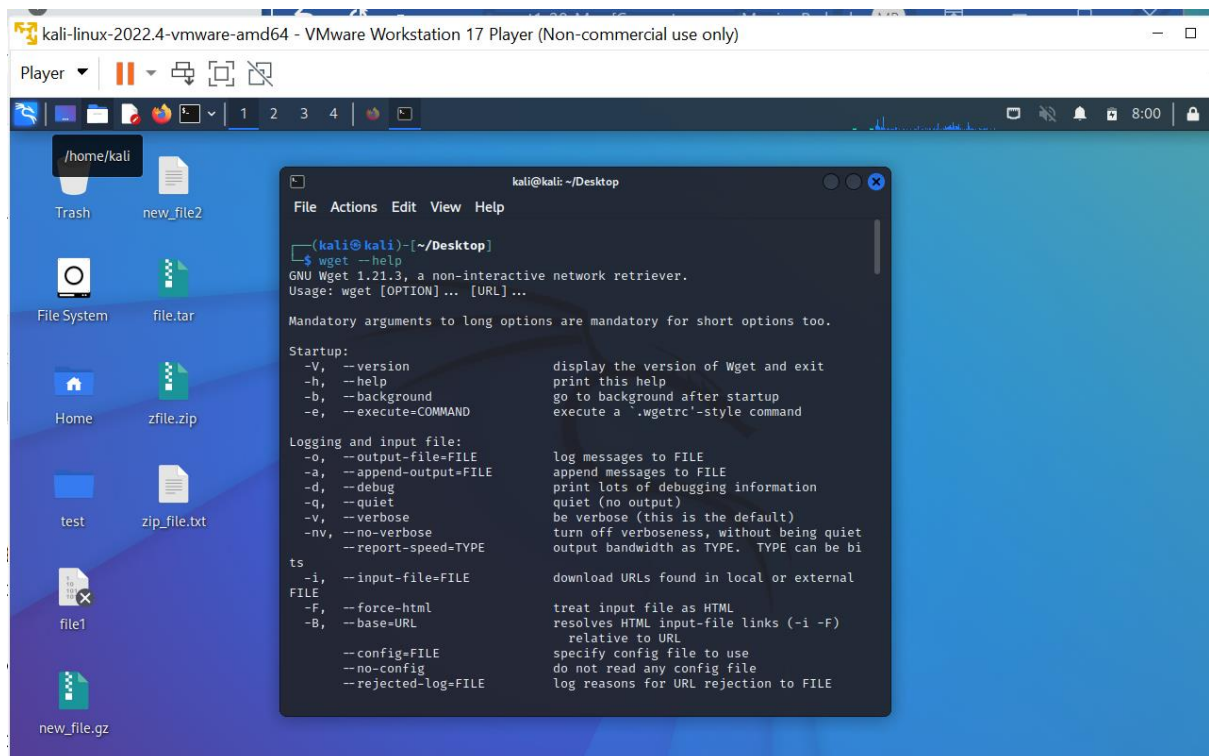 kali-linux-2022.4-vmware-amd64 - VMware Workstation 17 Player (Non-commercial use only)
Player
1 2 3 4
8:00
/home/kali
Trash
new_file2
File System
file.tar
Home
zfile.zip
test
zip_file.txt
file1
new_file.gz
kali@kali: ~/Desktop
File Actions Edit View Help
(kali㉿kali)-[~/Desktop]
$ wget --help
GNU Wget 1.21.3, a non-interactive network retriever.
Usage: wget [OPTION]... [URL]...
Mandatory arguments to long options are mandatory for short options too.
Startup:
-V, --version display the version of Wget and exit
-h, --help print this help
-b, --background go to background after startup
-e, --execute=COMMAND execute a `.wgetrc'-style command
Logging and input file:
-o, --output-file=FILE log messages to FILE
-a, --append-output=FILE append messages to FILE
-d, --debug print lots of debugging information
-q, --quiet quiet (no output)
-v, --verbose be verbose (this is the default)
-nv, --no-verbose turn off verboseness, without being quiet
--report-speed=TYPE output bandwidth as TYPE. TYPE can be bi
ts
-i, --input-file=FILE download URLs found in local or external
FILE
-F, --force-html treat input file as HTML
-B, --base=URL resolves HTML input-file links (-i -F)
relative to URL
--config=FILE specify config file to use
--no-config do not read any config file
--rejected-log=FILE log reasons for URL rejection to FILE